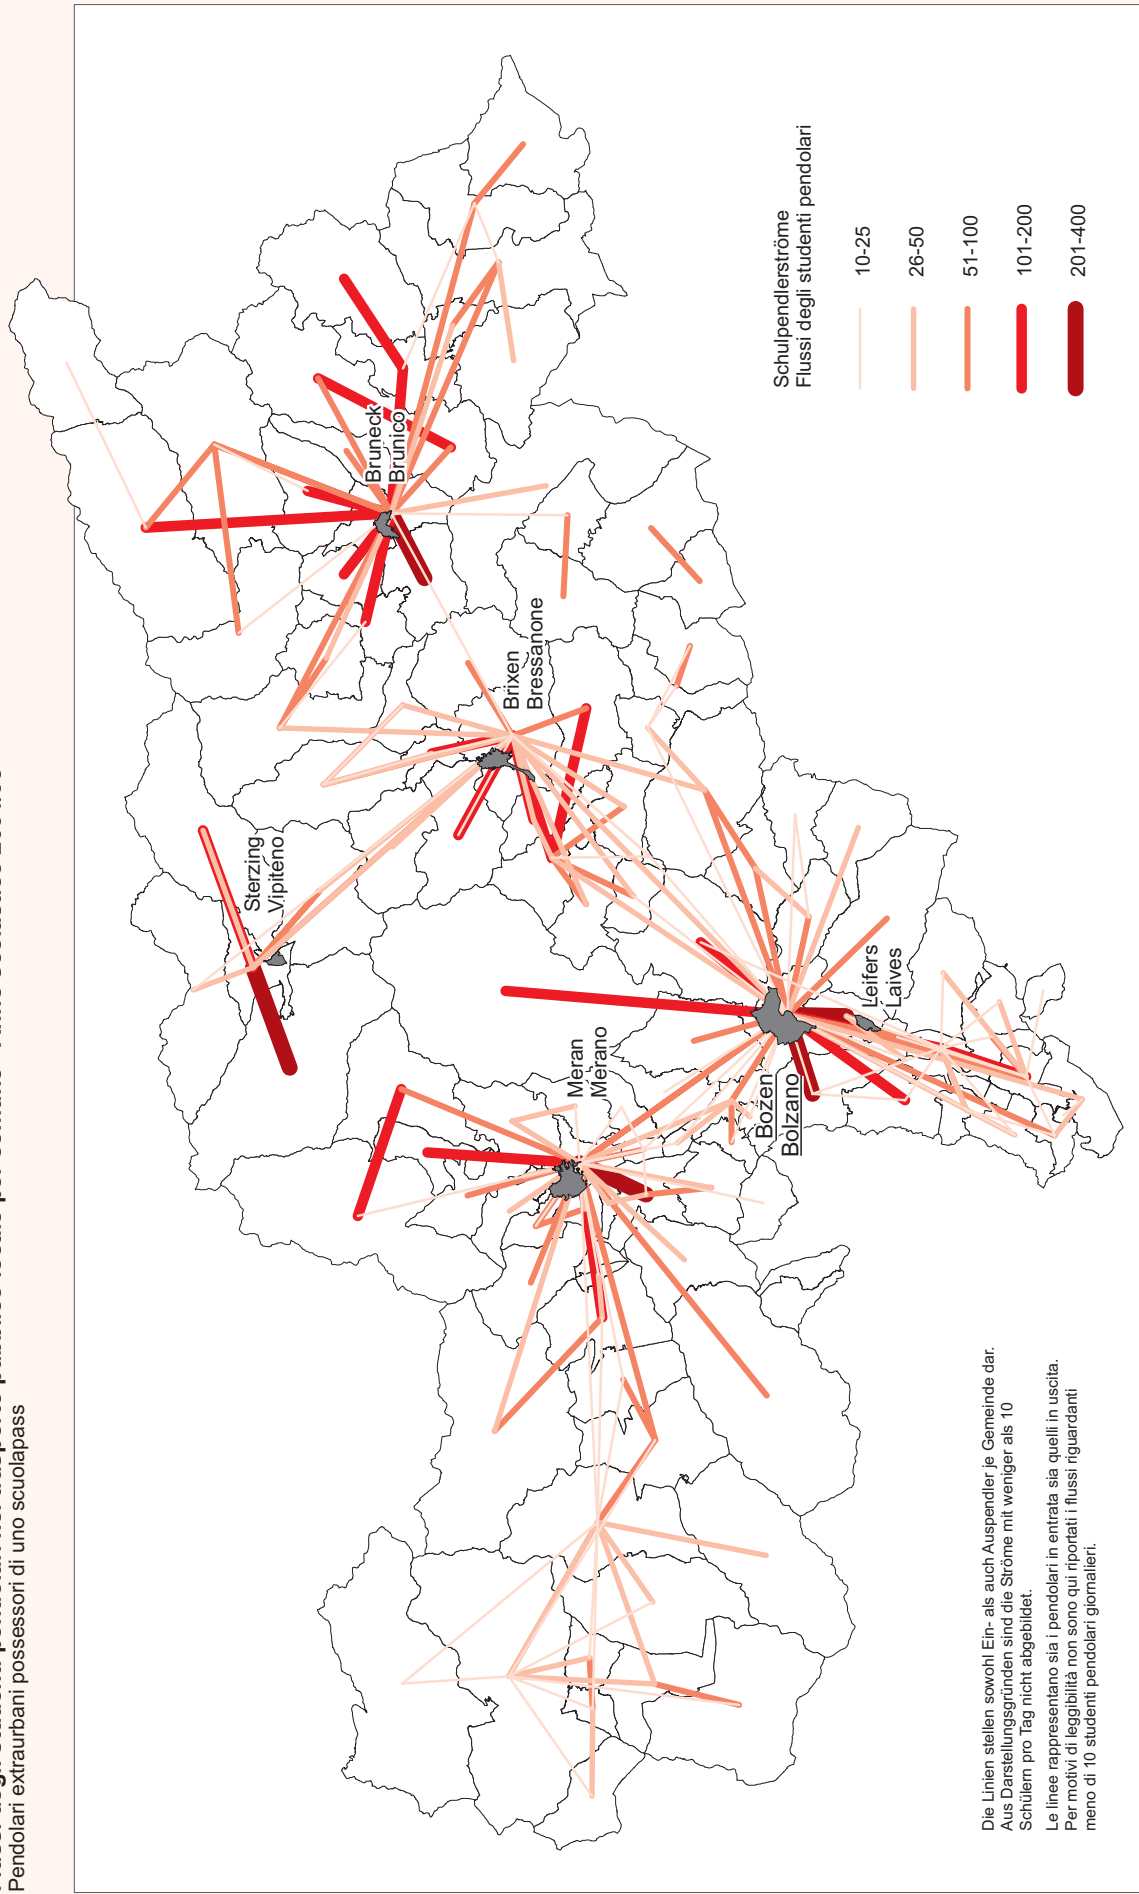 Pendolari extraurbani possessori di uno scuolapass
Sterzing
Vipiteno
Bruneck
Brunico
Brixen
Bressanone
Meran
Merano
Bozen
Bolzano
Leifers
Laives
Schulpendlerströme
Flussi degli studenti pendolari
10-25
26-50
51-100
101-200
201-400
Die Linien stellen sowohl Ein- als auch Auspendler je Gemeinde dar.
Aus Darstellungsgründen sind die Ströme mit weniger als 10
Schülern pro Tag nicht abgebildet.
Le linee rappresentano sia i pendolari in entrata sia quelli in uscita.
Per motivi di leggibilità non sono qui riportati i flussi riguardanti
meno di 10 studenti pendolari giornalieri.